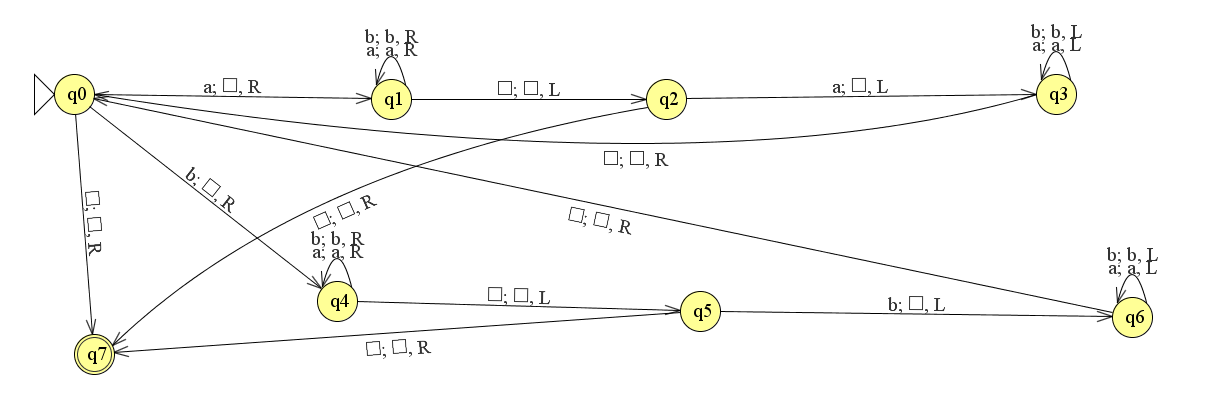 b; b, R
a; a, R
b; b, L
a; a, L
q0
a; □, R
q1
□; □, L
q2
a; □, L
q3
□; □, R
b; □, R
□; □, R
□; □, R
□; □, R
b; b, R
a; a, R
b; b, L
a; a, L
q4
□; □, L
q5
b; □, L
q6
q7
□; □, R